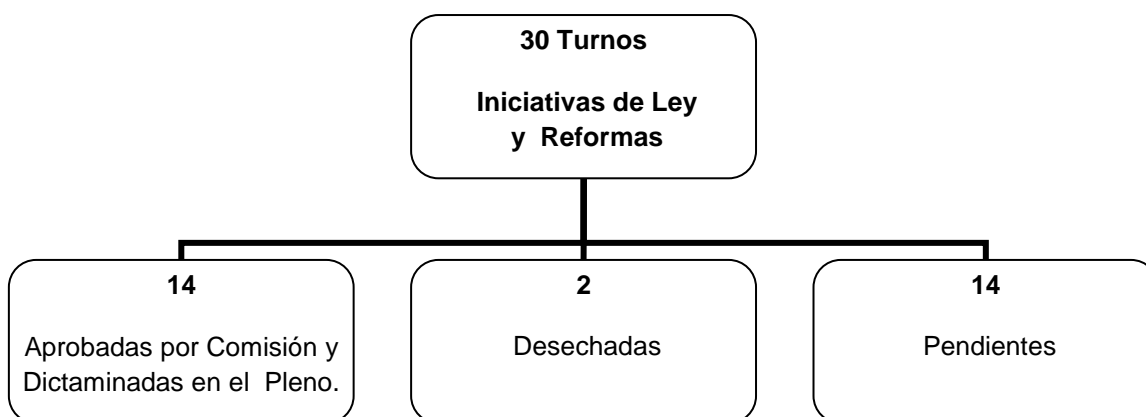 30 Turnos
Iniciativas de Ley
y Reformas
14
Aprobadas por Comisión y
Dictaminadas en el Pleno.
2
Desechadas
14
Pendientes